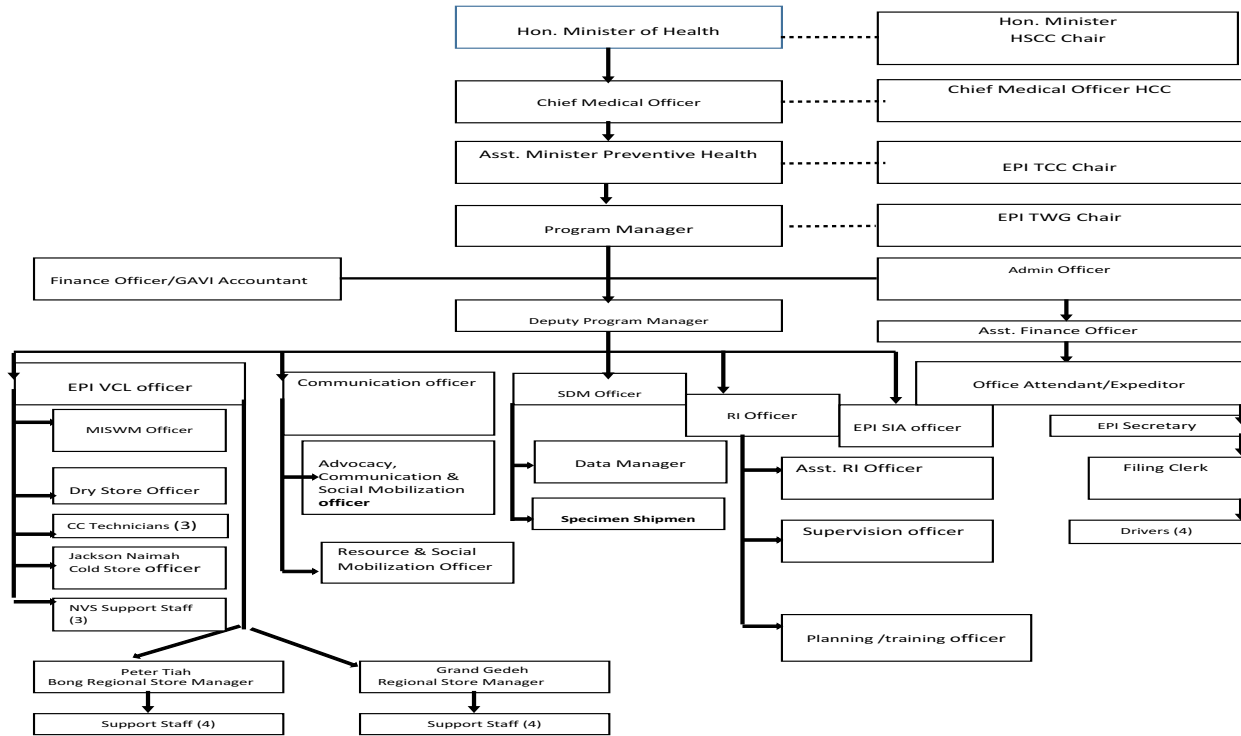 Hon. Minister of Health
Hon. Minister
HSCC Chair
Chief Medical Officer
Chief Medical Officer HCC
Asst. Minister Preventive Health
EPI TCC Chair
Program Manager
EPI TWG Chair
Finance Officer/GAVI Accountant
Admin Officer
Deputy Program Manager
Asst. Finance Officer
EPI VCL officer
Communication officer
SDM Officer
RI Officer
EPI SIA officer
Office Attendant/Expeditor
MISWM Officer
Dry Store Officer
CC Technicians (3)
Jackson Naimah
Cold Store officer
NVS Support Staff
(3)
Advocacy,
Communication &
Social Mobilization
officer
Resource & Social
Mobilization Officer
Data Manager
Specimen Shipmen
Asst. RI Officer
Supervision officer
Planning /training officer
EPI Secretary
Filing Clerk
Drivers (4)
Peter Tiah
Bong Regional Store Manager
Grand Gedeh
Regional Store Manager
Support Staff (4)
Support Staff (4)